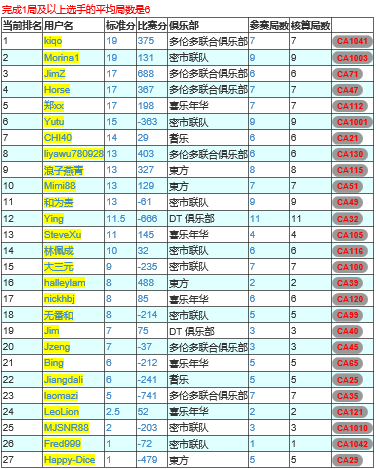 完成1局及以上选手的平均局数是6
当前排名 用户名 标准分 比赛分 俱乐部 参赛局数 核算局数
1 kiqo 19 375 多伦多联合俱乐部 7 7 CA1041
2 Morina1 19 131 密市联队 9 9 CA1003
3 JimZ 17 688 多伦多联合俱乐部 6 6 CA71
4 Horse 17 367 多伦多联合俱乐部 7 7 CA47
5 郑xx 17 198 喜乐年华 7 7 CA112
6 Yutu 15 -363 密市联队 9 9 CA1001
7 CHI40 14 29 耆乐 6 6 CA21
8 liyawu780928 13 403 多伦多联合俱乐部 6 6 CA130
9 浪子燕青 13 327 東方 8 8 CA115
10 Mimi88 13 129 東方 7 7 CA51
11 和为贵 13 -61 密市联队 9 9 CA49
12 Ying 11.5 -666 DT 俱乐部 11 11 CA32
13 SteveXu 11 145 喜乐年华 4 4 CA105
14 林佩成 10 32 密市联队 6 6 CA116
15 大三元 9 -235 密市联队 7 7 CA100
16 halleylam 8 488 東方 2 2 CA39
17 nickhbj 8 85 喜乐年华 6 6 CA120
18 无番和 8 -214 密市联队 5 5 CA99
19 Jim 7 75 DT 俱乐部 3 3 CA40
20 Jzeng 7 -37 多伦多联合俱乐部 3 3 CA45
21 Bing 6 -212 喜乐年华 5 5 CA65
22 Jiangdali 6 -241 耆乐 5 5 CA25
23 laomazi 5 -741 多伦多联合俱乐部 7 7 CA35
24 LeoLion 2.5 52 喜乐年华 2 2 CA121
25 MJSNR88 2 -203 密市联队 3 3 CA1010
26 Fred999 1 -72 密市联队 1 1 CA1042
27 Happy-Dice 1 -479 東方 5 5 CA29